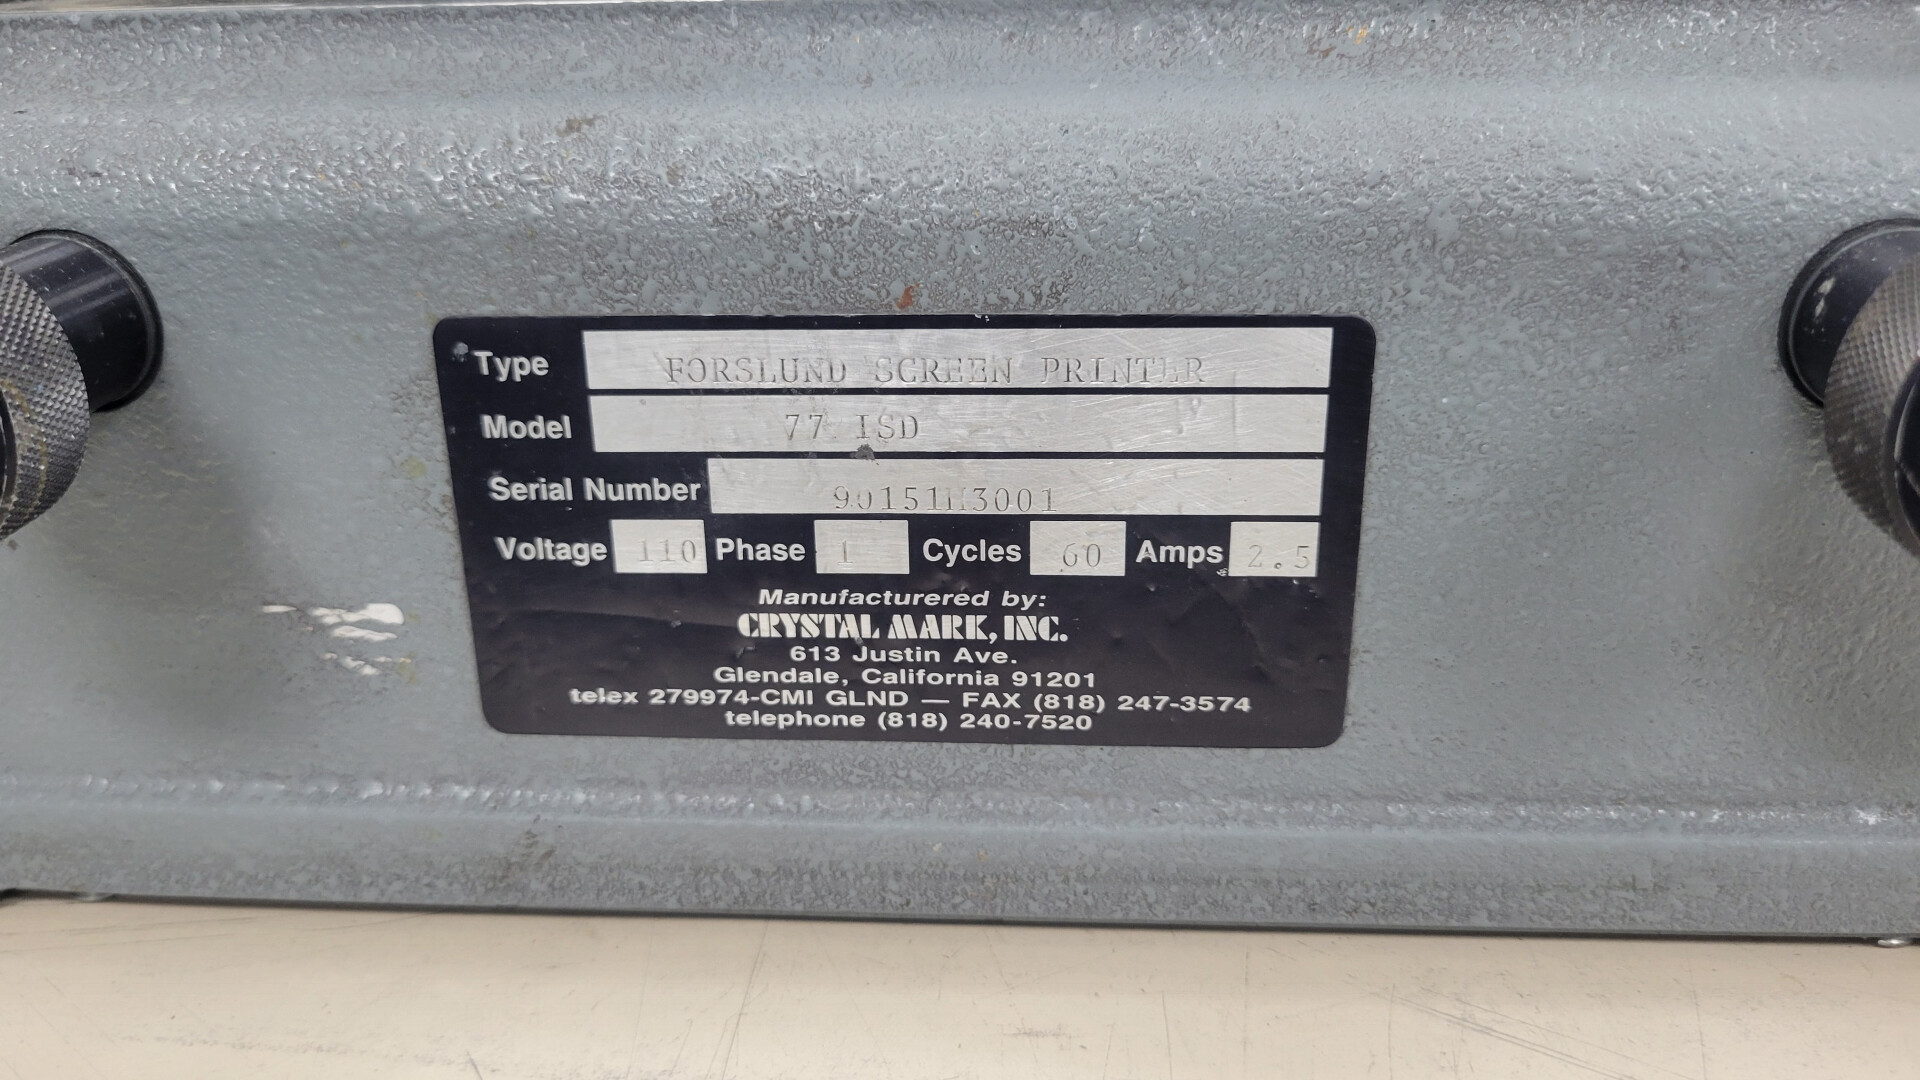 Type FORSLUND SCREEN PRINTER
Model 77 ISD
Serial Number 90151H3001
Voltage 110 Phase 1 Cycles 60 Amps 2.5
Manufacturered by:
CRYSTAL MARK, INC.
613 Justin Ave.
Glendale, California 91201
telex 279974-CMI GLND — FAX (818) 247-3574
telephone (818) 240-7520